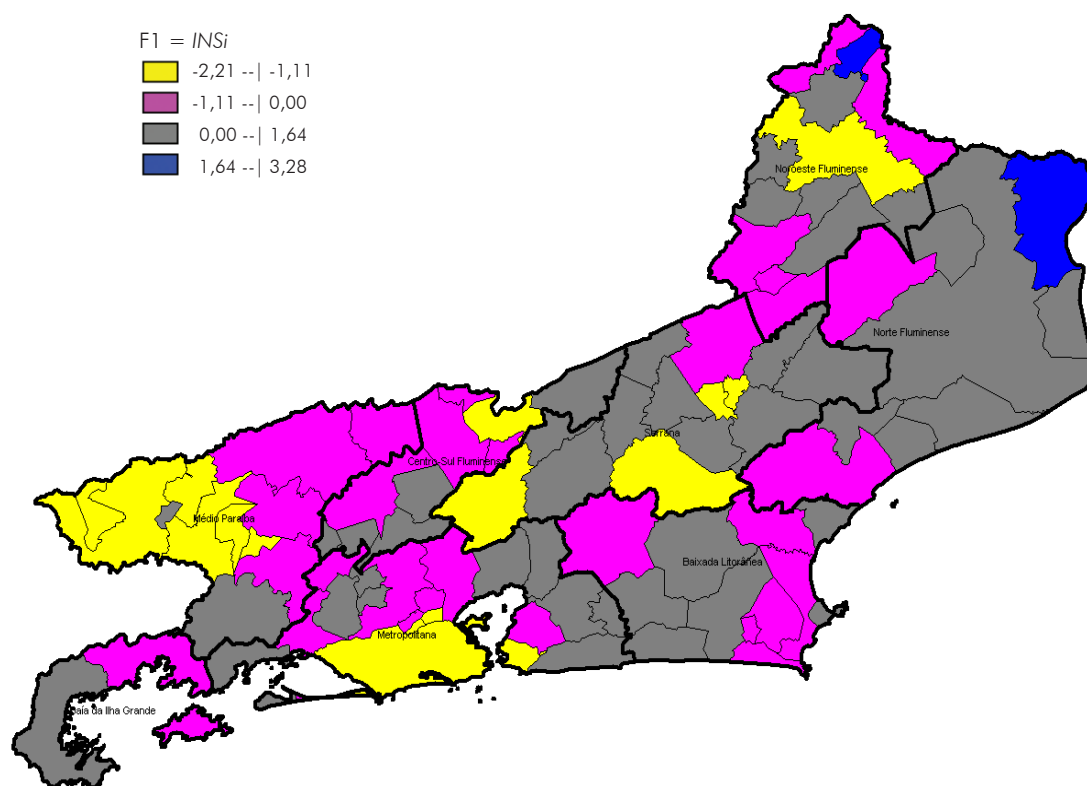 F1 = INSi
-2,21 --| -1,11
-1,11 --| 0,00
0,00 --| 1,64
1,64 --| 3,28
Noroeste Fluminense
Norte Fluminense
Serrana
Centro-Sul Fluminense
Médio Paraíba
Baixada Litorânea
Metropolitana
Baía da Ilha Grande